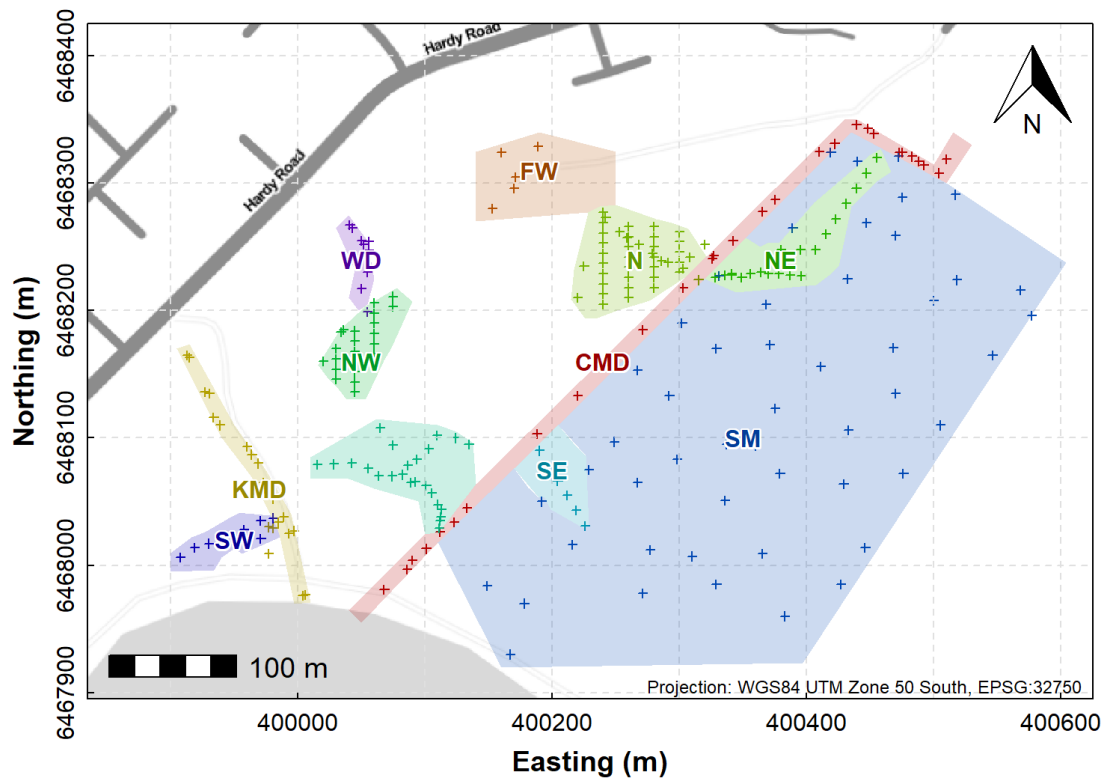 Northing (m)
6468400
6468300
6468200
6468100
6468000
6467900
Hardy Road
Hardy Road
N
FW
WD
N
NE
NW
CMD
SM
SE
KMD
SW
100 m
Projection: WGS84 UTM Zone 50 South, EPSG:32750
400000
400200
400400
400600
Easting (m)